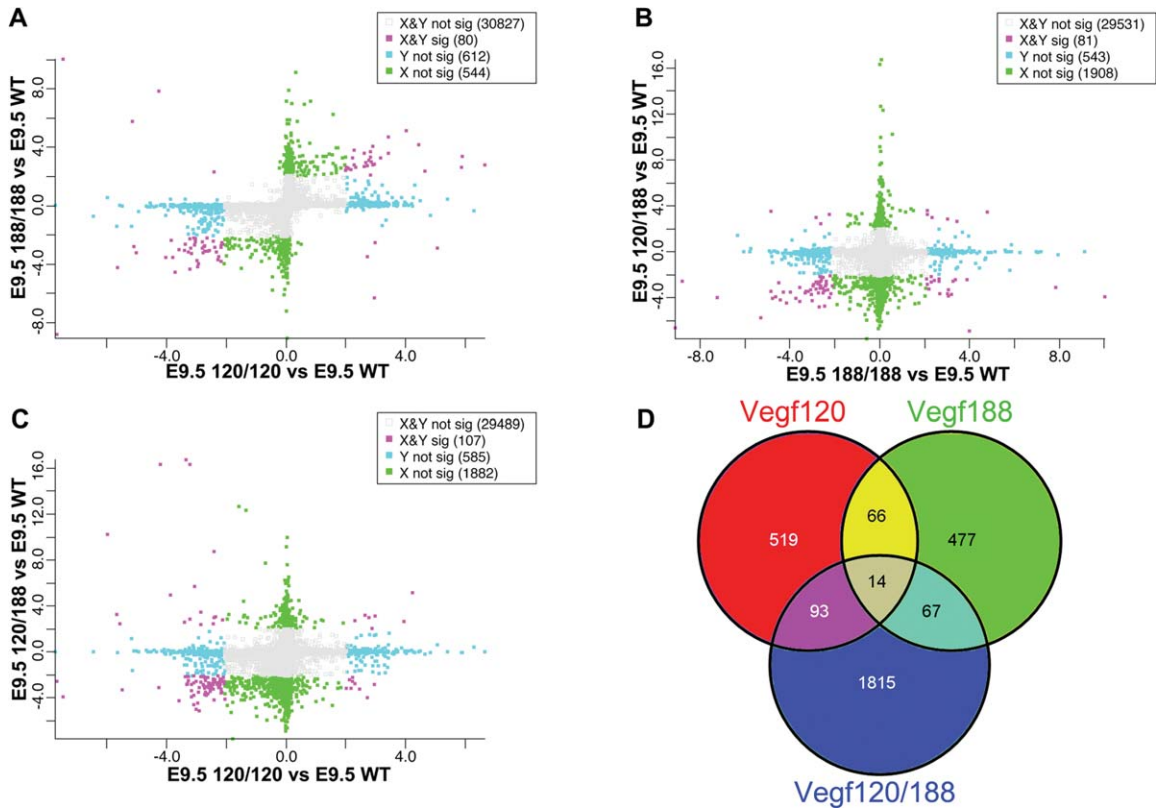 A
X&Y not sig (30827)
X&Y sig (80)
Y not sig (612)
X not sig (544)
E9.5 188/188 vs E9.5 WT
8.0
4.0
0.0
-4.0
-8.0
-4.0 0.0 4.0
E9.5 120/120 vs E9.5 WT
B
X&Y not sig (29531)
X&Y sig (81)
Y not sig (543)
X not sig (1908)
E9.5 120/188 vs E9.5 WT
16.0
12.0
8.0
4.0
0.0
-4.0
-8.0 -4.0 0.0 4.0 8.0
E9.5 188/188 vs E9.5 WT
C
X&Y not sig (29489)
X&Y sig (107)
Y not sig (585)
X not sig (1882)
E9.5 120/188 vs E9.5 WT
16.0
12.0
8.0
4.0
0.0
-4.0
-4.0 0.0 4.0
E9.5 120/120 vs E9.5 WT
D
Vegf120 Vegf188
66
519 477
14
93 67
1815
Vegf120/188